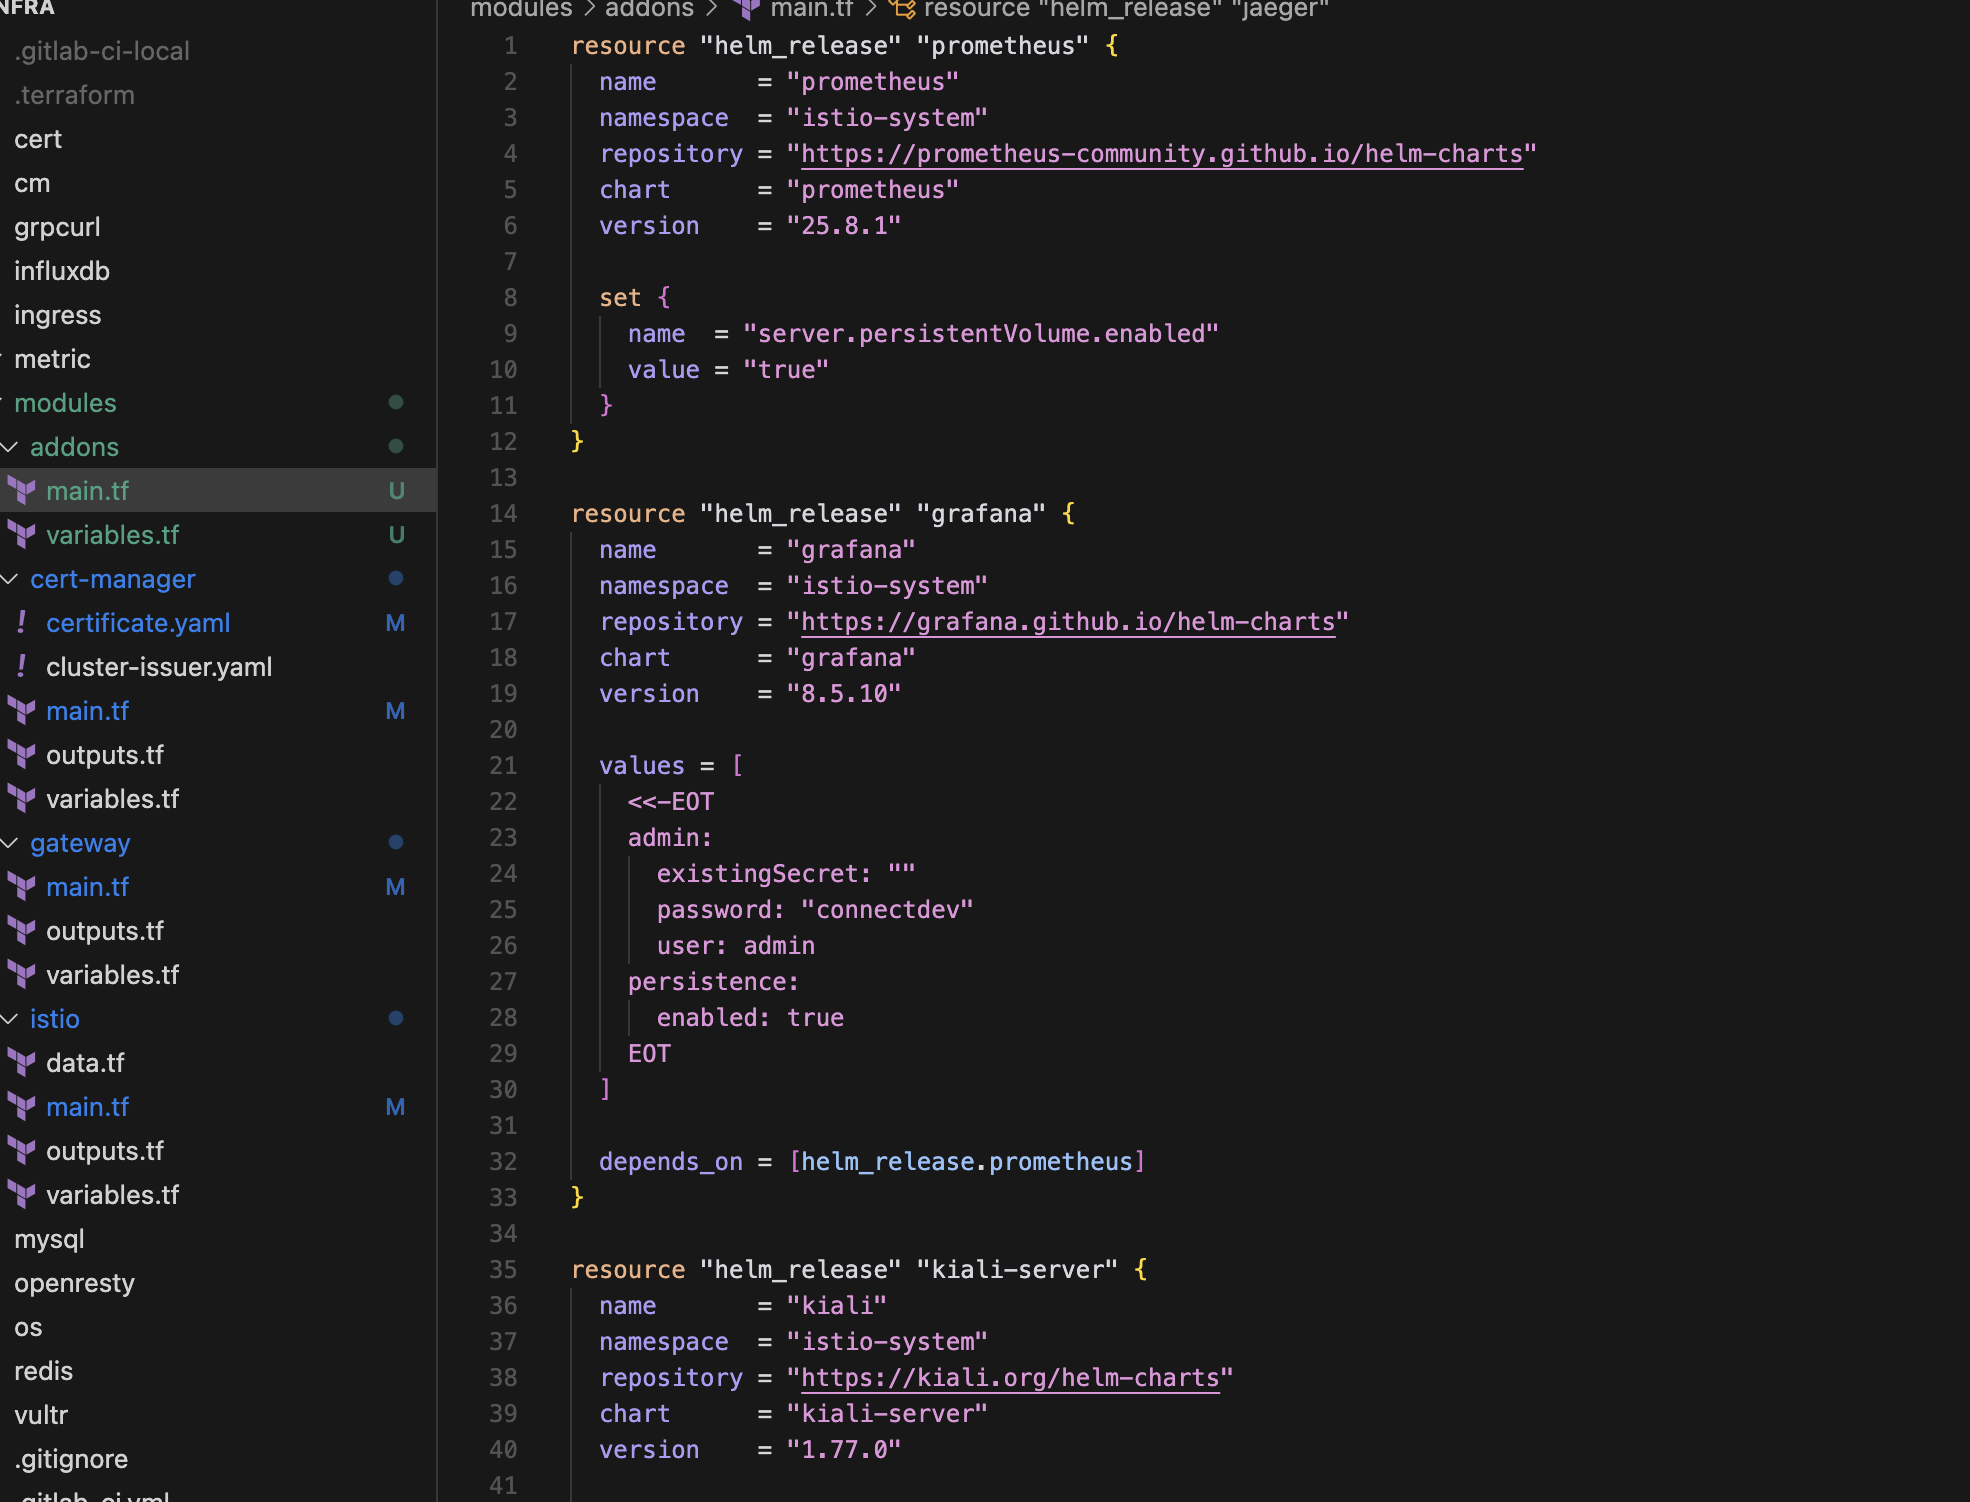 NFRA
.gitlab-ci-local
.terraform
cert
cm
grpcurl
influxdb
ingress
metric
modules
addons
main.tf U
variables.tf U
cert-manager
! certificate.yaml M
! cluster-issuer.yaml
main.tf M
outputs.tf
variables.tf
gateway
main.tf M
outputs.tf
variables.tf
istio
data.tf
main.tf M
outputs.tf
variables.tf
mysql
openresty
os
redis
vultr
.gitignore
.gitlab-ci.yml
modules > addons > main.tf > resource "helm_release" "jaeger"
1 resource "helm_release" "prometheus" {
2 name = "prometheus"
3 namespace = "istio-system"
4 repository = "https://prometheus-community.github.io/helm-charts"
5 chart = "prometheus"
6 version = "25.8.1"
7
8 set {
9 name = "server.persistentVolume.enabled"
10 value = "true"
11 }
12 }
13
14 resource "helm_release" "grafana" {
15 name = "grafana"
16 namespace = "istio-system"
17 repository = "https://grafana.github.io/helm-charts"
18 chart = "grafana"
19 version = "8.5.10"
20
21 values = [
22 <<-EOT
23 admin:
24 existingSecret: ""
25 password: "connectdev"
26 user: admin
27 persistence:
28 enabled: true
29 EOT
30 ]
31
32 depends_on = [helm_release.prometheus]
33 }
34
35 resource "helm_release" "kiali-server" {
36 name = "kiali"
37 namespace = "istio-system"
38 repository = "https://kiali.org/helm-charts"
39 chart = "kiali-server"
40 version = "1.77.0"
41